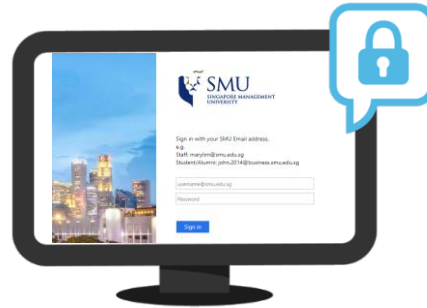 SMU
SINGAPORE MANAGEMENT
UNIVERSITY
Sign in with your SMU Email address.
e.g.
Staff: marylim@smu.edu.sg
Student/Alumni: john.2014@business.smu.edu.sg
username@smu.edu.sg
Password
Sign in